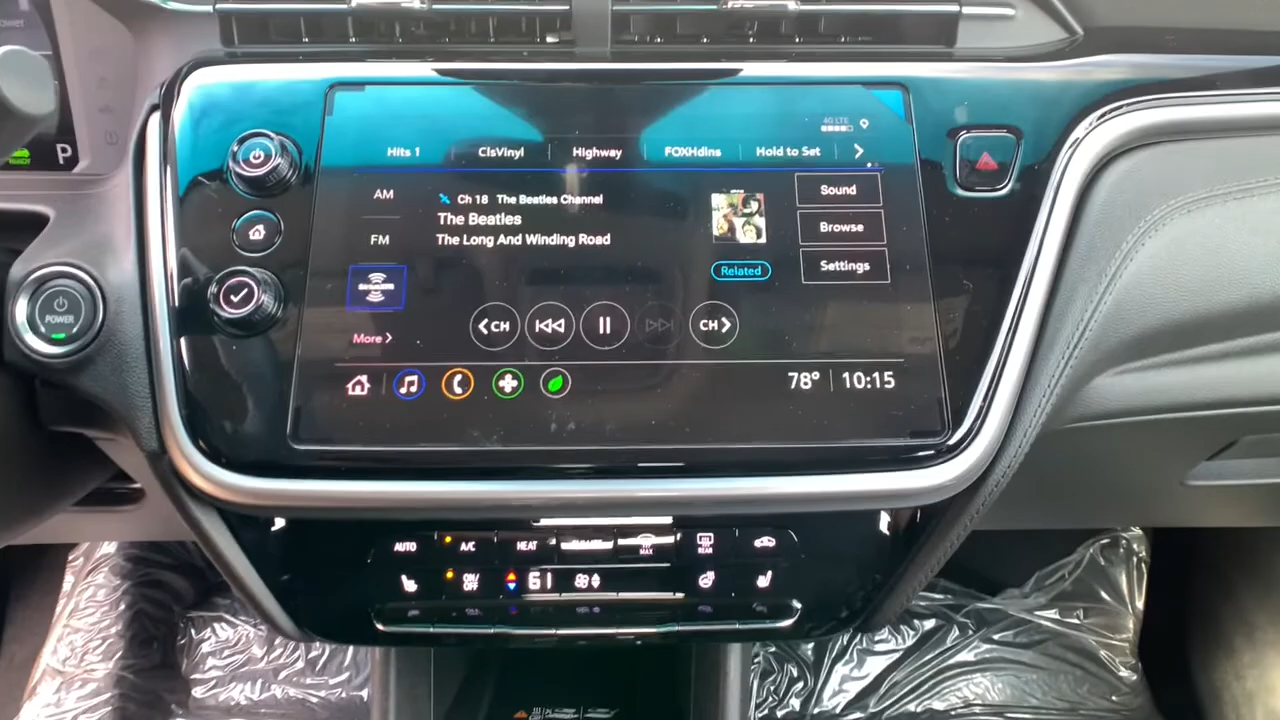 READY
P
4G LTE
Hits 1
ClsVinyl
Highway
FOXHdlns
Hold to Set
AM
Ch 18 The Beatles Channel
The Beatles
The Long And Winding Road
Sound
Browse
FM
Settings
Related
POWER
CH
CH
More
78° 10:15
AUTO
A/C
HEAT
MAX
REAR
ON/
OFF
61